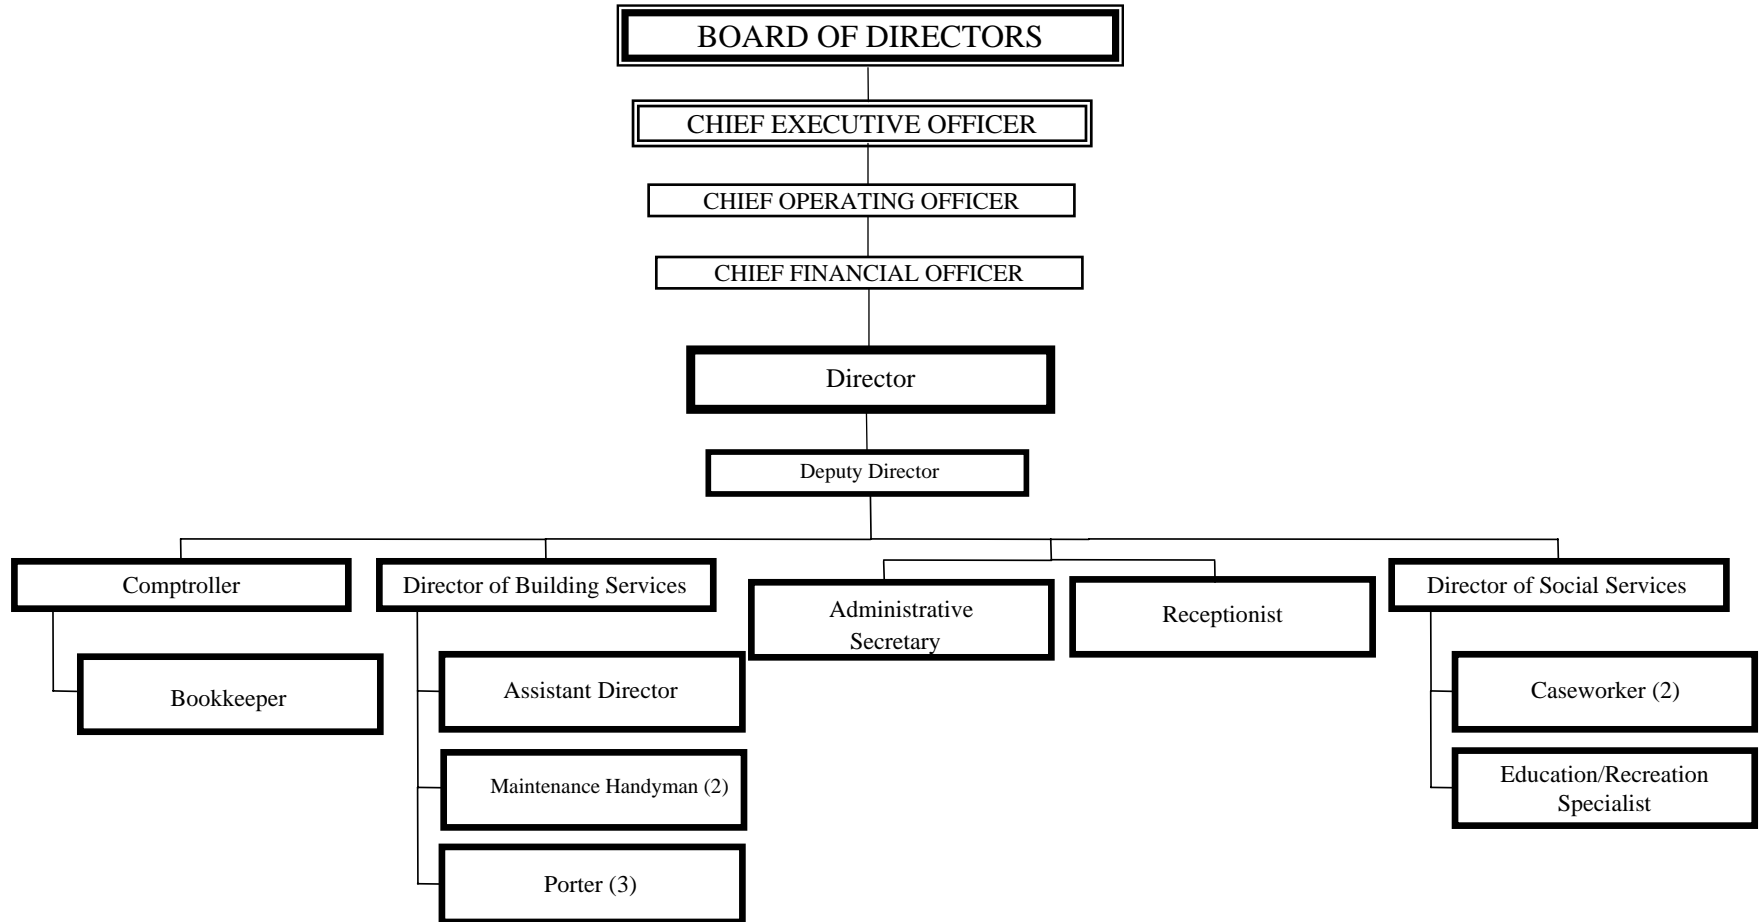 BOARD OF DIRECTORS
CHIEF EXECUTIVE OFFICER
CHIEF OPERATING OFFICER
CHIEF FINANCIAL OFFICER
Director
Deputy Director
Comptroller
Director of Building Services
Administrative
Secretary
Receptionist
Director of Social Services
Bookkeeper
Assistant Director
Maintenance Handyman (2)
Porter (3)
Caseworker (2)
Education/Recreation
Specialist